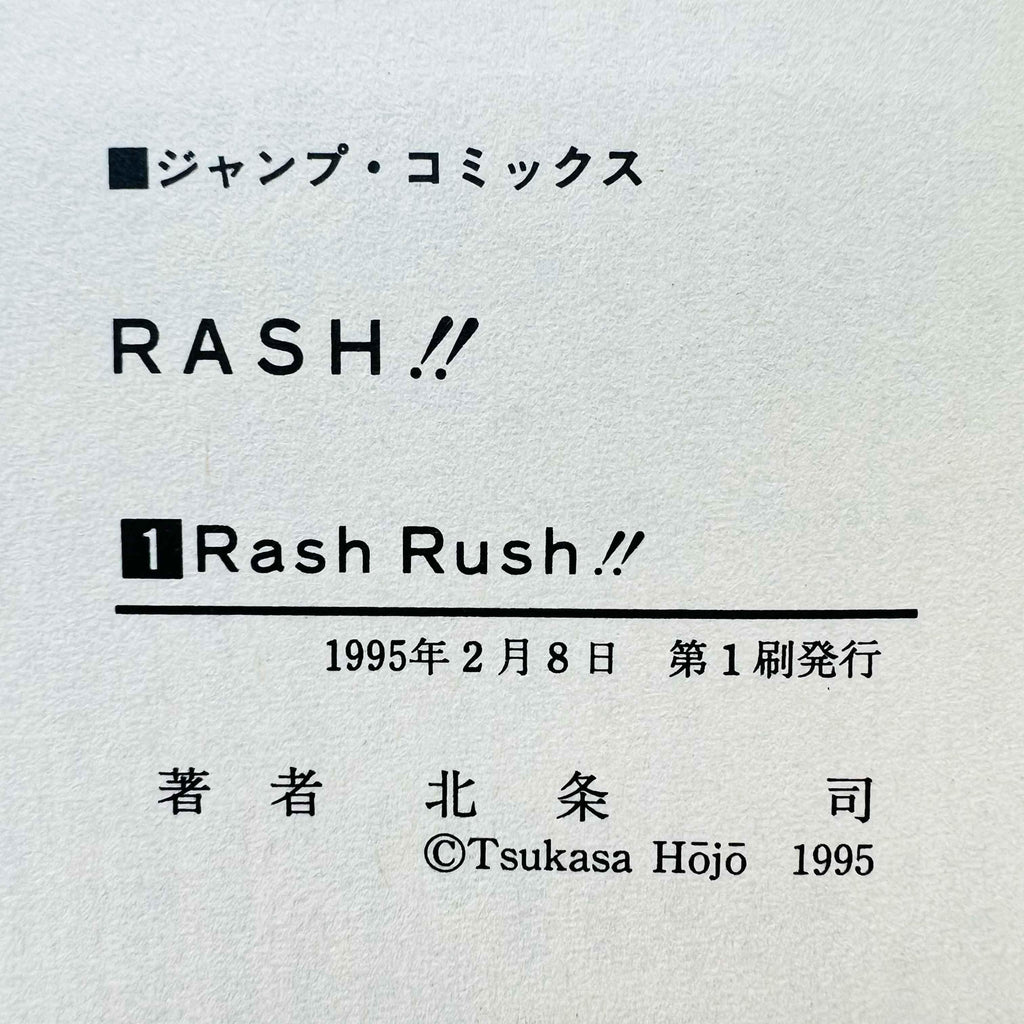 ■ジャンプ・コミックス
RASH!!
1 Rash Rush!!
1995年2月8日　第1刷発行
著者　北条　司
©Tsukasa Hōjō 1995